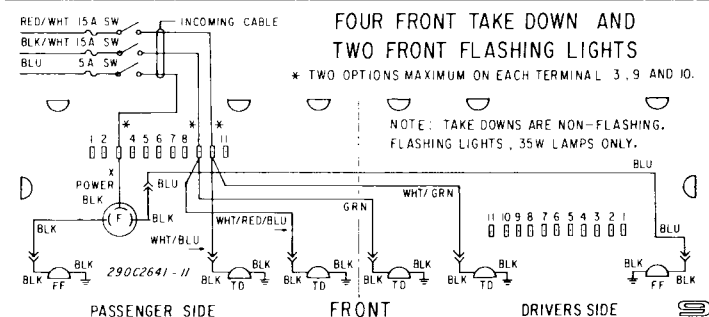 RED/WHT 15A SW
INCOMING CABLE
BLK/WHT 15A SW
BLU 5A SW
FOUR FRONT TAKE DOWN AND
TWO FRONT FLASHING LIGHTS
* TWO OPTIONS MAXIMUM ON EACH TERMINAL 3,9 AND 10.
NOTE: TAKE DOWNS ARE NON-FLASHING.
FLASHING LIGHTS, 35W LAMPS ONLY.
* * *
1 2 4 5 6 7 8 11
X
POWER
BLK
BLU
BLU
F
BLK
BLK
WHT/BLU
WHT/RED/BLU
GRN
WHT/GRN
11 10 9 8 7 6 5 4 3 2 1
BLU
BLK FF BLK
290C2641-11
BLK TD BLK
BLK TD BLK
BLK TD BLK
BLK TD BLK
BLK FF BLK
PASSENGER SIDE
FRONT
DRIVERS SIDE